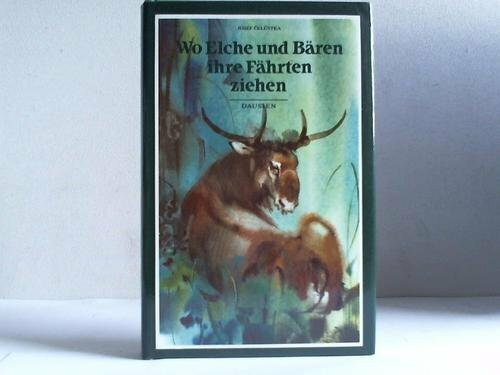 JOSEF ČELUSTKA
Wo Elche und Bären
ihre Fährten
ziehen
DAUSIEN